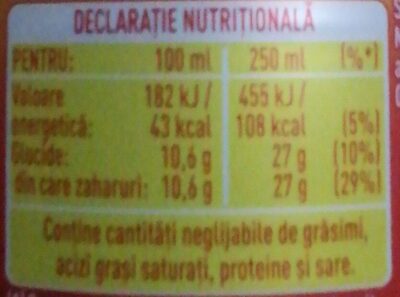 DECLARAȚIE NUTRIȚIONALĂ
PENTRU: 100 ml 250 ml (%*)
Valoare 182 kJ / 455 kJ /
energetică: 43 kcal 108 kcal (5%)
Glucide: 10,6 g 27 g (10%)
din care zaharuri: 10,6 g 27 g (29%)
Conține cantități neglijabile de grăsimi,
acizi grași saturați, proteine și sare.